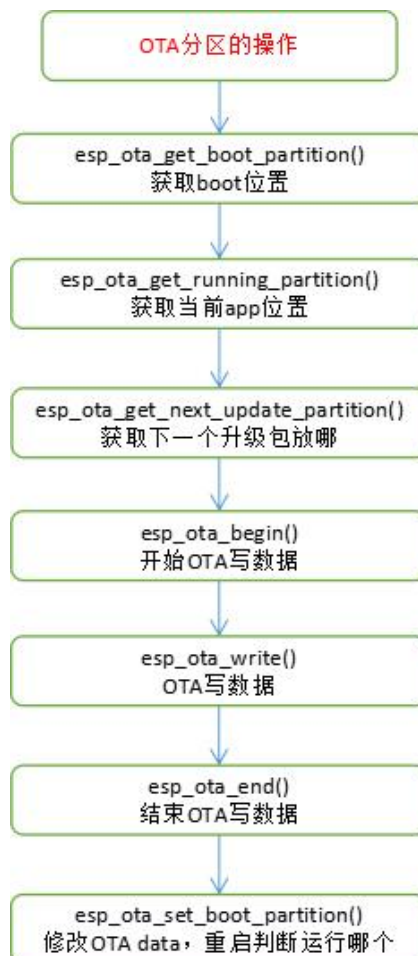 OTA分区的操作
esp_ota_get_boot_partition()
获取boot位置
esp_ota_get_running_partition()
获取当前app位置
esp_ota_get_next_update_partition()
获取下一个升级包放哪
esp_ota_begin()
开始OTA写数据
esp_ota_write()
OTA写数据
esp_ota_end()
结束OTA写数据
esp_ota_set_boot_partition()
修改OTA data，重启判断运行哪个